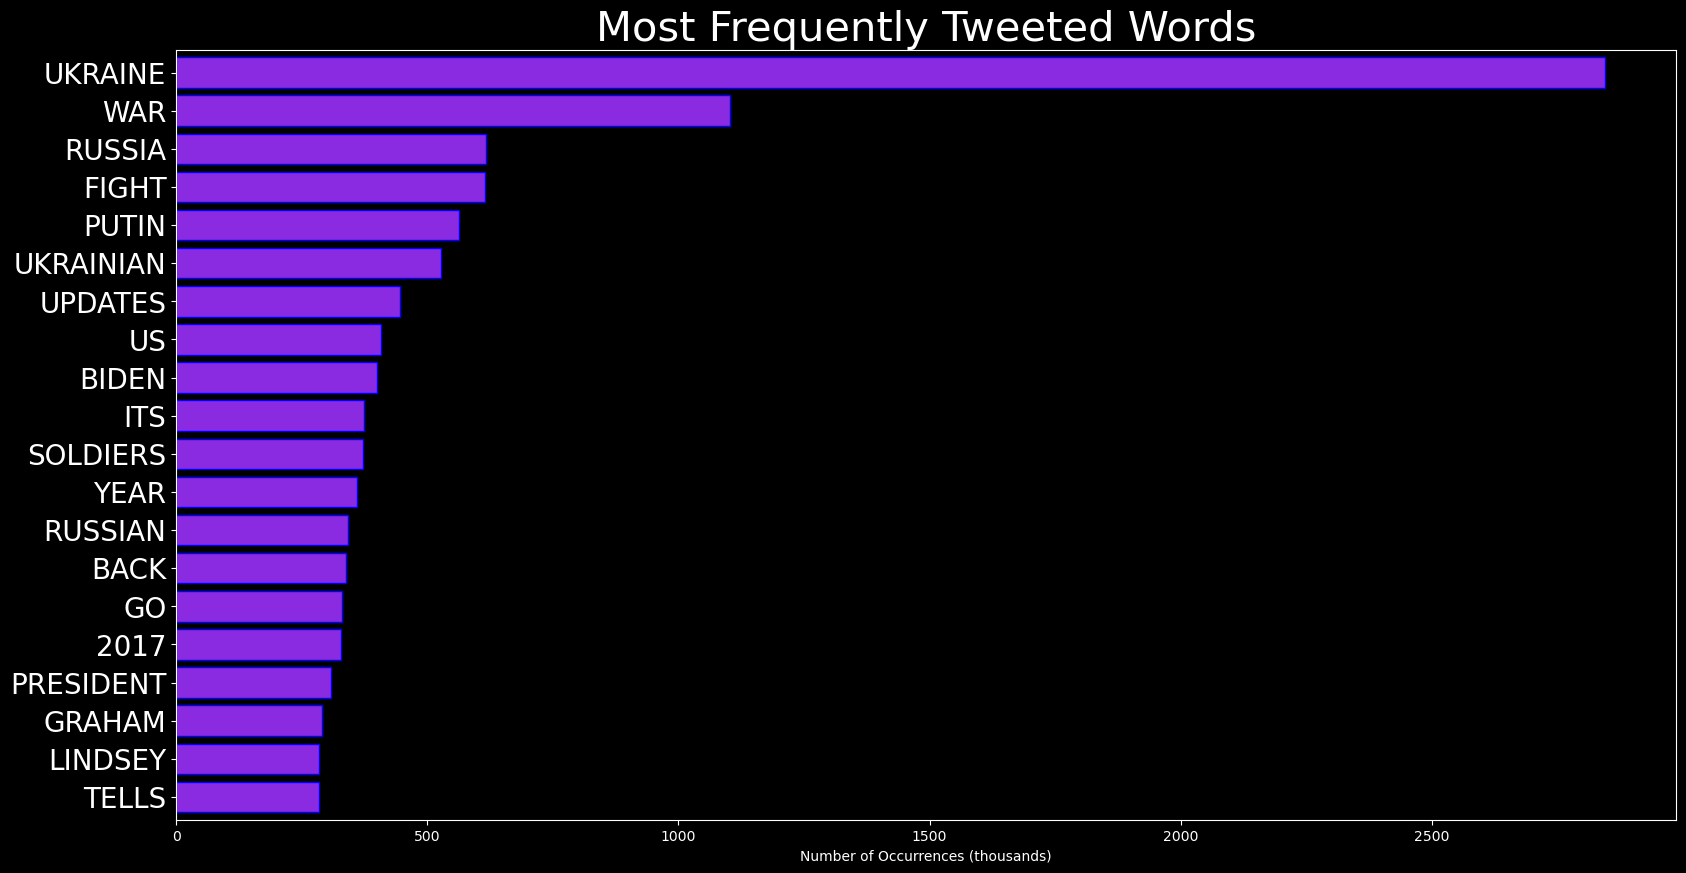 Most Frequently Tweeted Words
UKRAINE
WAR
RUSSIA
FIGHT
PUTIN
UKRAINIAN
UPDATES
US
BIDEN
ITS
SOLDIERS
YEAR
RUSSIAN
BACK
GO
2017
PRESIDENT
GRAHAM
LINDSEY
TELLS
0 500 1000 1500 2000 2500
Number of Occurrences (thousands)